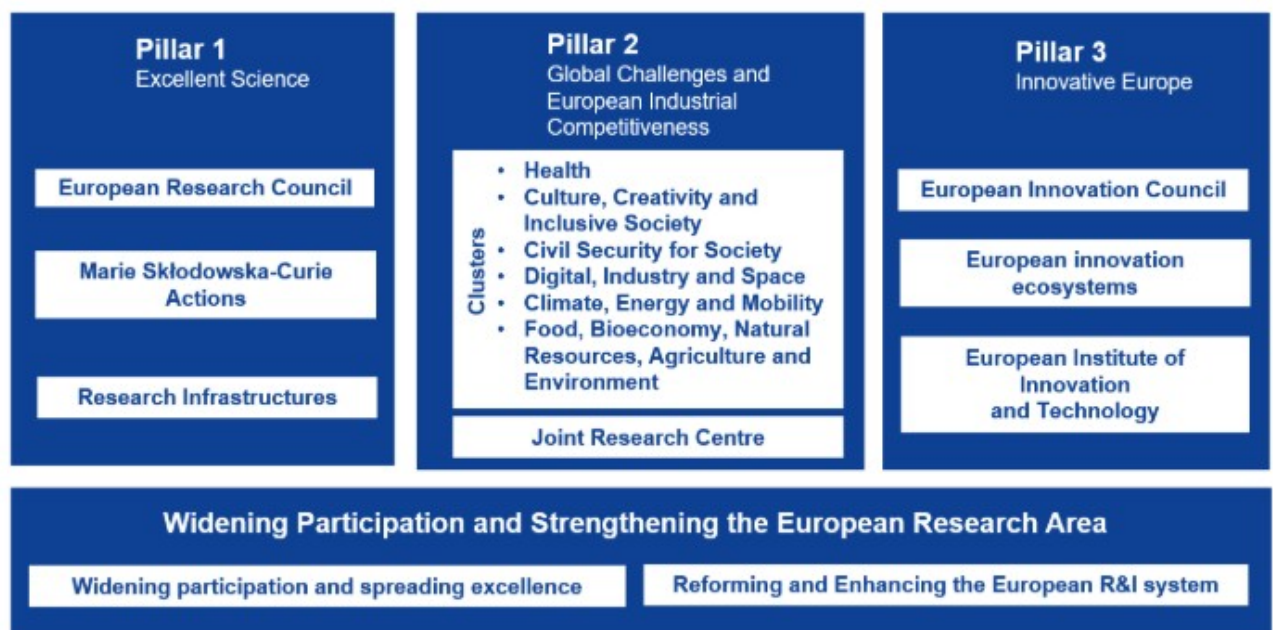 Pillar 1
Excellent Science
European Research Council
Marie Skłodowska-Curie
Actions
Research Infrastructures
Pillar 2
Global Challenges and
European Industrial
Competitiveness
Clusters
• Health
• Culture, Creativity and
Inclusive Society
• Civil Security for Society
• Digital, Industry and Space
• Climate, Energy and Mobility
• Food, Bioeconomy, Natural
Resources, Agriculture and
Environment
Joint Research Centre
Pillar 3
Innovative Europe
European Innovation Council
European innovation
ecosystems
European Institute of
Innovation
and Technology
Widening Participation and Strengthening the European Research Area
Widening participation and spreading excellence
Reforming and Enhancing the European R&I system